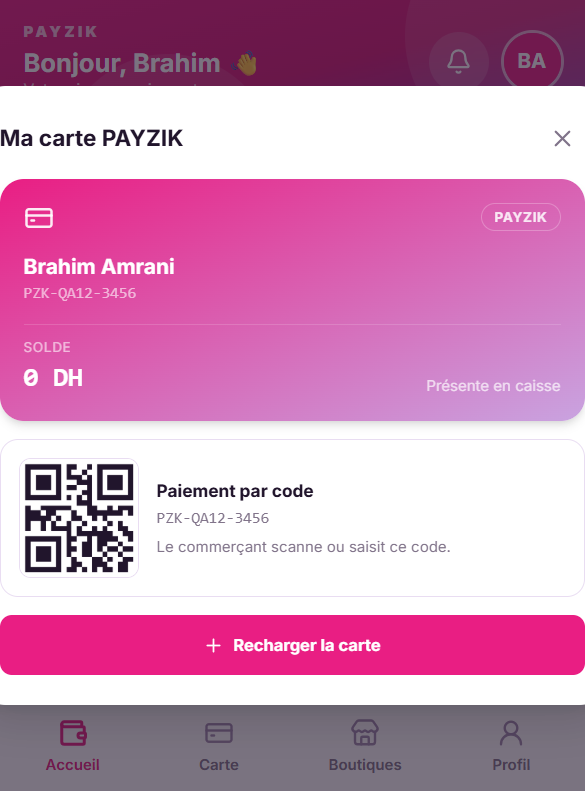 PAYZIK
Bonjour, Brahim 👋
BA
Ma carte PAYZIK
PAYZIK
Brahim Amrani
PZK-QA12-3456
SOLDE
0 DH
Présente en caisse
Paiement par code
PZK-QA12-3456
Le commerçant scanne ou saisit ce code.
+ Recharger la carte
Accueil
Carte
Boutiques
Profil